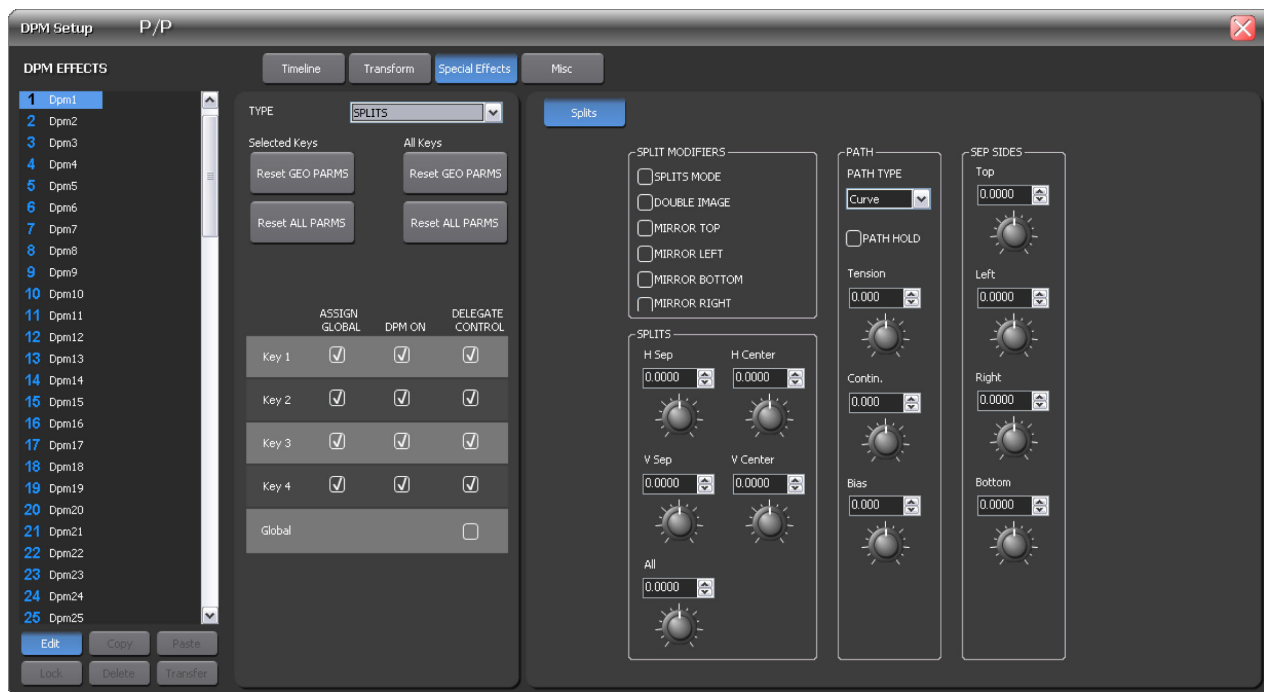 DPM Setup P/P
DPM EFFECTS
Timeline Transform Special Effects Misc
1 Dpm1
2 Dpm2
3 Dpm3
4 Dpm4
5 Dpm5
6 Dpm6
7 Dpm7
8 Dpm8
9 Dpm9
10 Dpm10
11 Dpm11
12 Dpm12
13 Dpm13
14 Dpm14
15 Dpm15
16 Dpm16
17 Dpm17
18 Dpm18
19 Dpm19
20 Dpm20
21 Dpm21
22 Dpm22
23 Dpm23
24 Dpm24
25 Dpm25
Edit Copy Paste
Lock Delete Transfer
TYPE SPLITS
Selected Keys All Keys
Reset GEO PARMS Reset GEO PARMS
Reset ALL PARMS Reset ALL PARMS
ASSIGN GLOBAL DPM ON DELEGATE CONTROL
Key 1
Key 2
Key 3
Key 4
Global
Splits
SPLIT MODIFIERS
SPLITS MODE
DOUBLE IMAGE
MIRROR TOP
MIRROR LEFT
MIRROR BOTTOM
MIRROR RIGHT
SPLITS
H Sep H Center
0.0000 0.0000
V Sep V Center
0.0000 0.0000
All
0.0000
PATH
PATH TYPE
Curve
PATH HOLD
Tension
0.000
Contin.
0.000
Bias
0.000
SEP SIDES
Top
0.0000
Left
0.0000
Right
0.0000
Bottom
0.0000